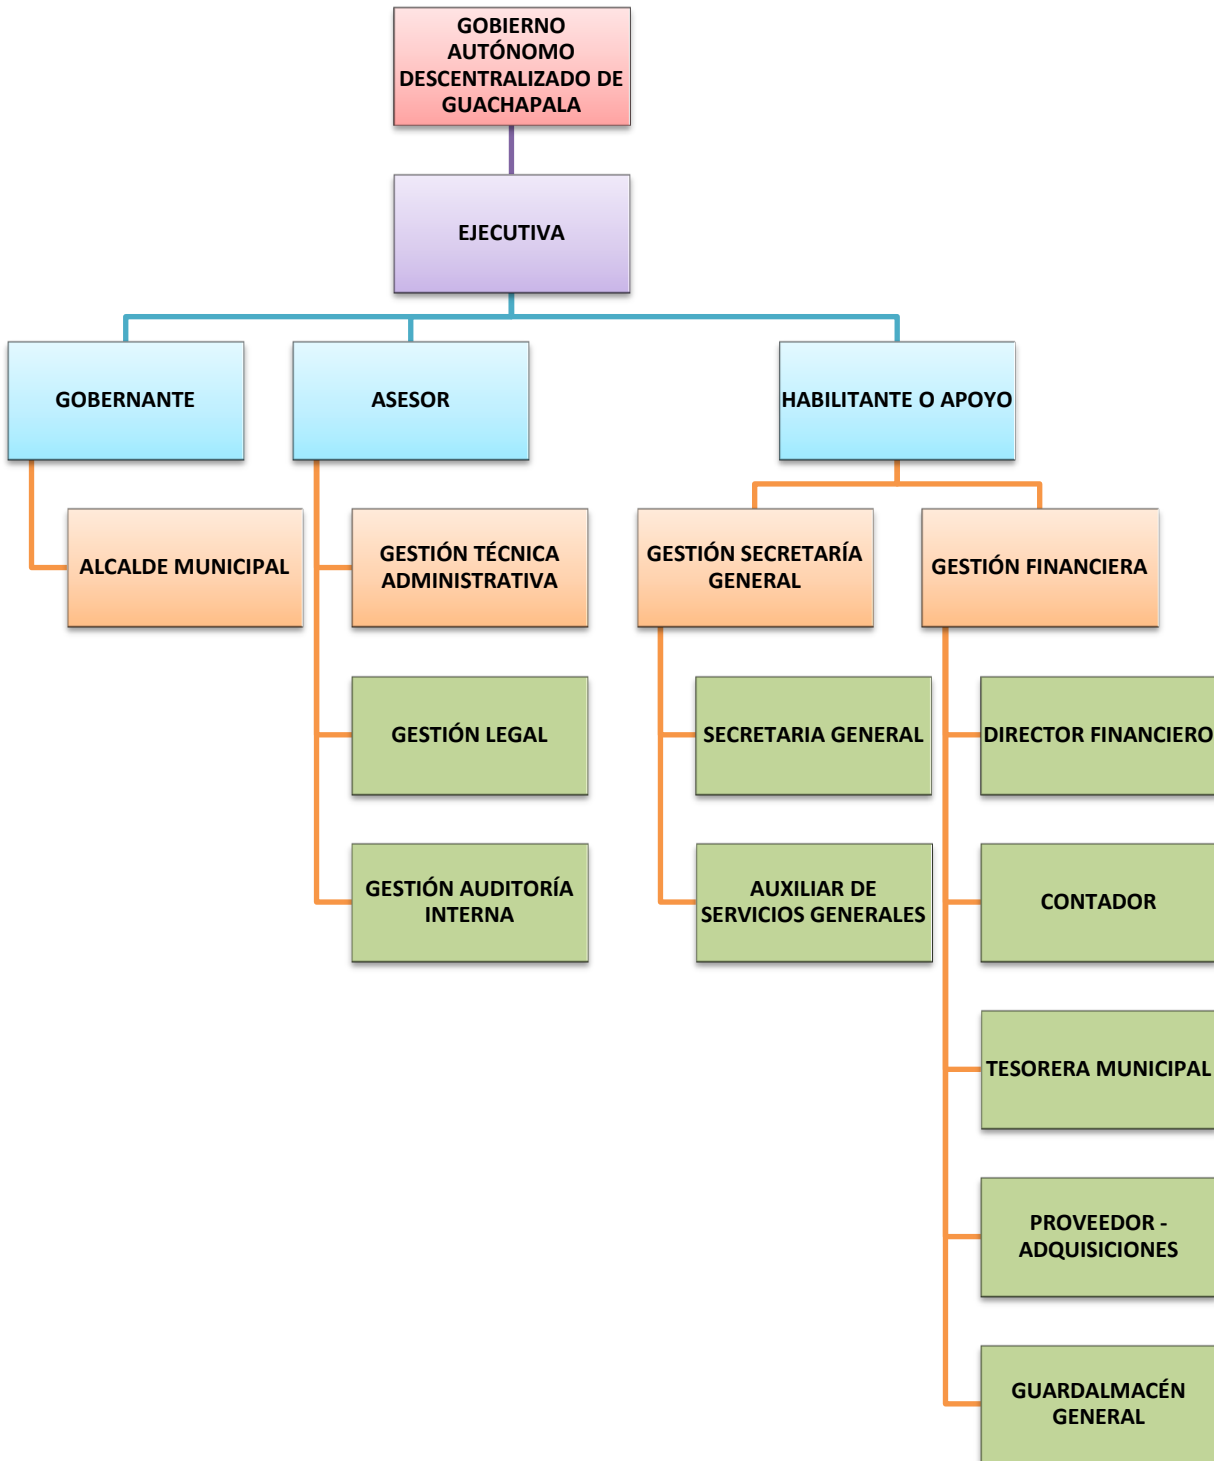 GOBIERNO
AUTÓNOMO
DESCENTRALIZADO DE
GUACHAPALA
EJECUTIVA
GOBERNANTE
ASESOR
HABILITANTE O APOYO
ALCALDE MUNICIPAL
GESTIÓN TÉCNICA
ADMINISTRATIVA
GESTIÓN SECRETARÍA
GENERAL
GESTIÓN FINANCIERA
GESTIÓN LEGAL
SECRETARIA GENERAL
DIRECTOR FINANCIERO
GESTIÓN AUDITORÍA
INTERNA
AUXILIAR DE
SERVICIOS GENERALES
CONTADOR
TESORERA MUNICIPAL
PROVEEDOR -
ADQUISICIONES
GUARDALMACÉN
GENERAL